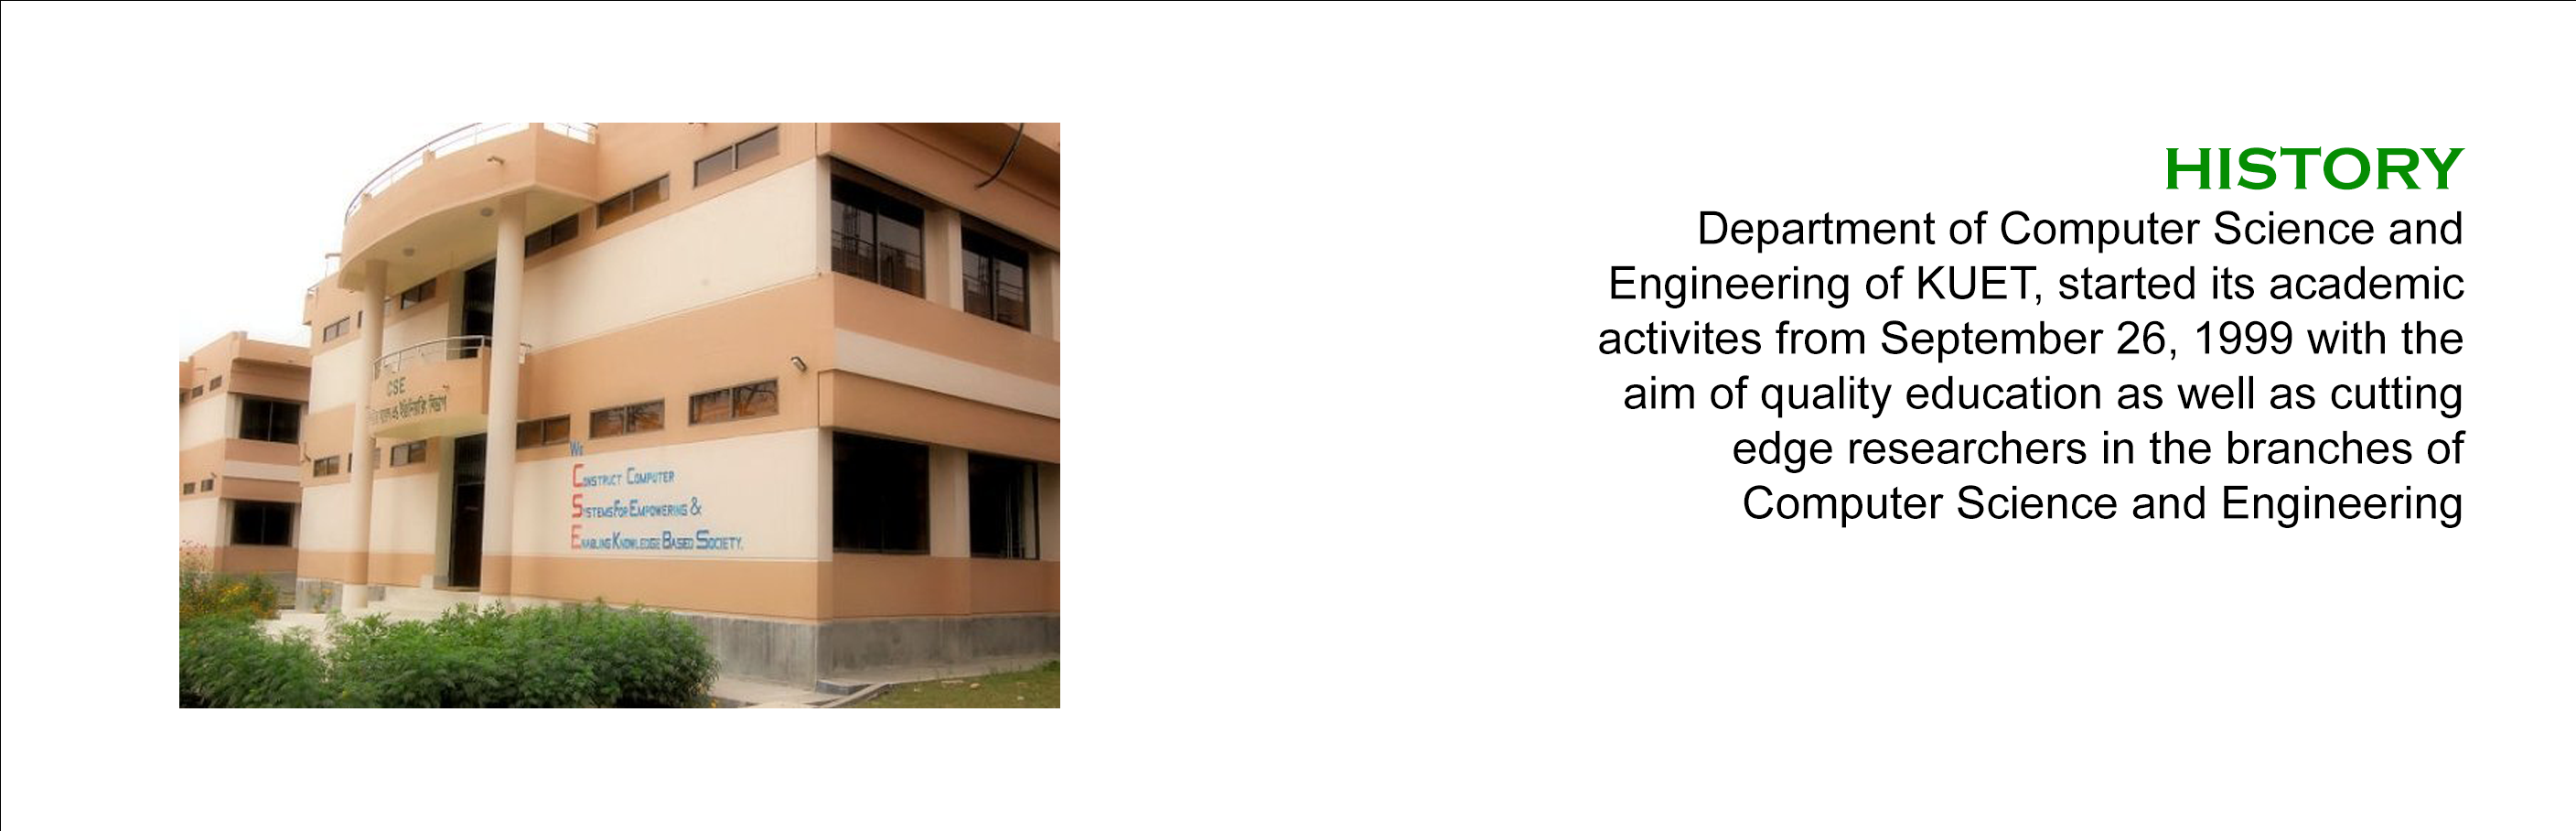 CSE
We
Construct Computer
Systems For Empowering &
Enabling Knowledge Based Society.
HISTORY
Department of Computer Science and
Engineering of KUET, started its academic
activites from September 26, 1999 with the
aim of quality education as well as cutting
edge researchers in the branches of
Computer Science and Engineering